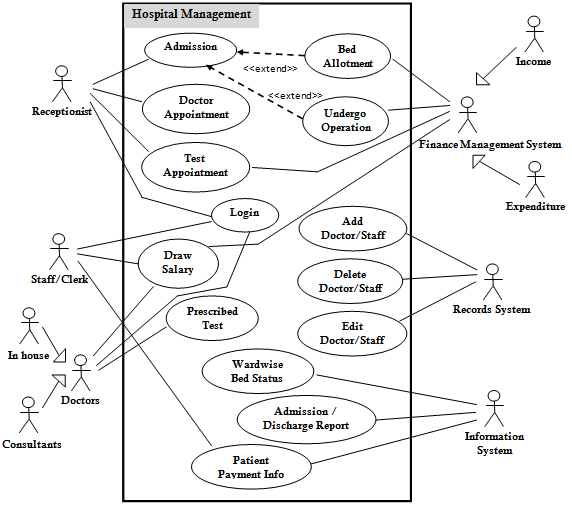 Hospital Management
Admission
Bed
Allotment
Income
<<extend>>
Receptionist
Doctor
Appointment
<<extend>>
Undergo
Operation
Finance Management System
Test
Appointment
Expenditure
Login
Add
Doctor/Staff
Staff/Clerk
Draw
Salary
Delete
Doctor/Staff
Records System
Prescribed
Test
Edit
Doctor/Staff
In house
Doctors
Wardwise
Bed Status
Consultants
Admission /
Discharge Report
Information
System
Patient
Payment Info